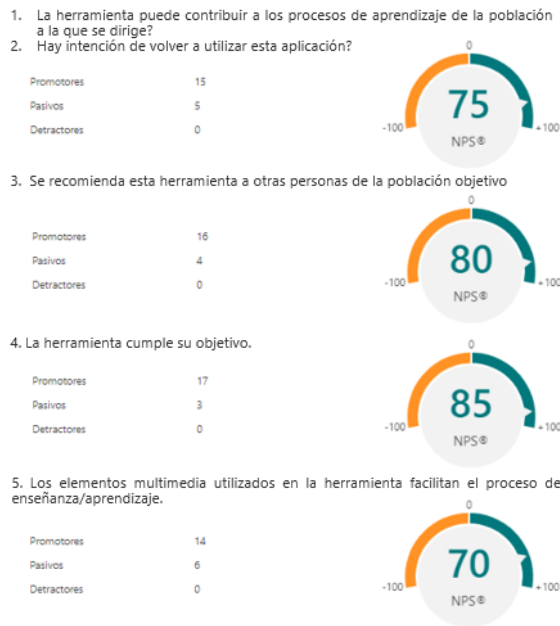 1. La herramienta puede contribuir a los procesos de aprendizaje de la población
a la que se dirige?
2. Hay intención de volver a utilizar esta aplicación?
0
Promotores 15
Pasivos 5
Detractores 0
75
NPS®
-100
+100
3. Se recomienda esta herramienta a otras personas de la población objetivo
0
Promotores 16
Pasivos 4
Detractores 0
80
NPS®
-100
+100
4. La herramienta cumple su objetivo.
0
Promotores 17
Pasivos 3
Detractores 0
85
NPS®
-100
+100
5. Los elementos multimedia utilizados en la herramienta facilitan el proceso de
enseñanza/aprendizaje.
0
Promotores 14
Pasivos 6
Detractores 0
70
NPS®
-100
+100